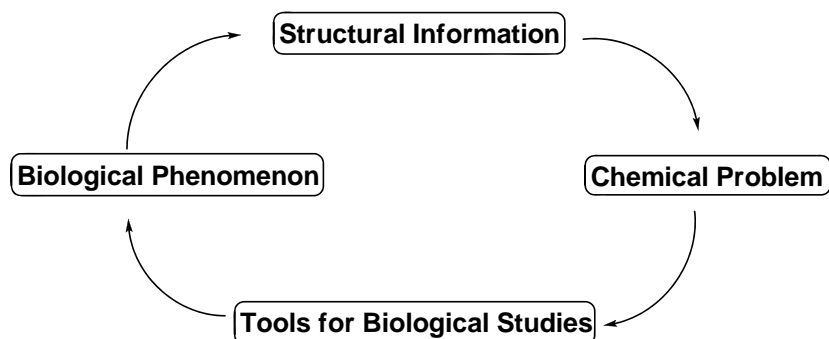 Structural Information
Biological Phenomenon
Chemical Problem
Tools for Biological Studies